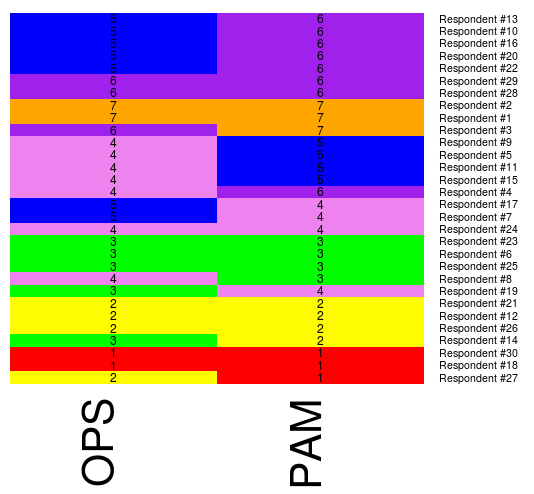 5 6 Respondent #13
5 6 Respondent #10
5 6 Respondent #16
5 6 Respondent #20
5 6 Respondent #22
6 6 Respondent #29
6 6 Respondent #28
7 7 Respondent #2
7 7 Respondent #1
6 7 Respondent #3
4 5 Respondent #9
4 5 Respondent #5
4 5 Respondent #11
4 5 Respondent #15
4 6 Respondent #4
5 4 Respondent #17
5 4 Respondent #7
4 4 Respondent #24
3 3 Respondent #23
3 3 Respondent #6
3 3 Respondent #25
4 3 Respondent #8
3 4 Respondent #19
2 2 Respondent #21
2 2 Respondent #12
2 2 Respondent #26
3 2 Respondent #14
1 1 Respondent #30
1 1 Respondent #18
2 1 Respondent #27
OPS PAM